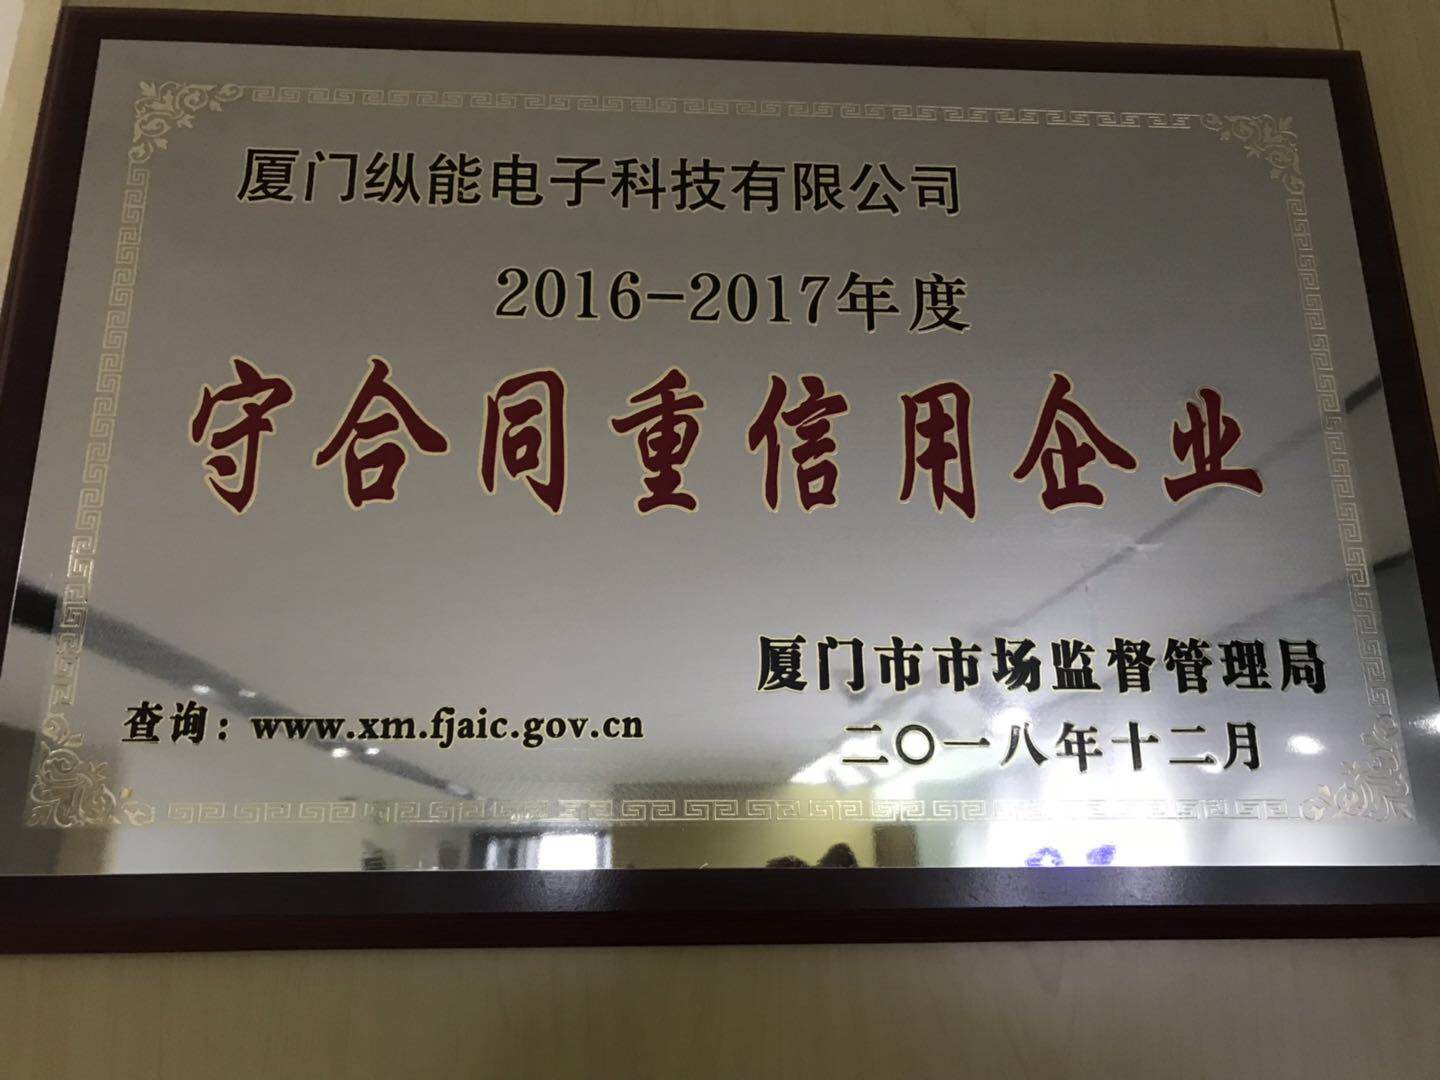 厦门纵能电子科技有限公司
2016-2017年度
守合同重信用企业
厦门市市场监督管理局
查询：www.xm.fjaic.gov.cn
二〇一八年十二月